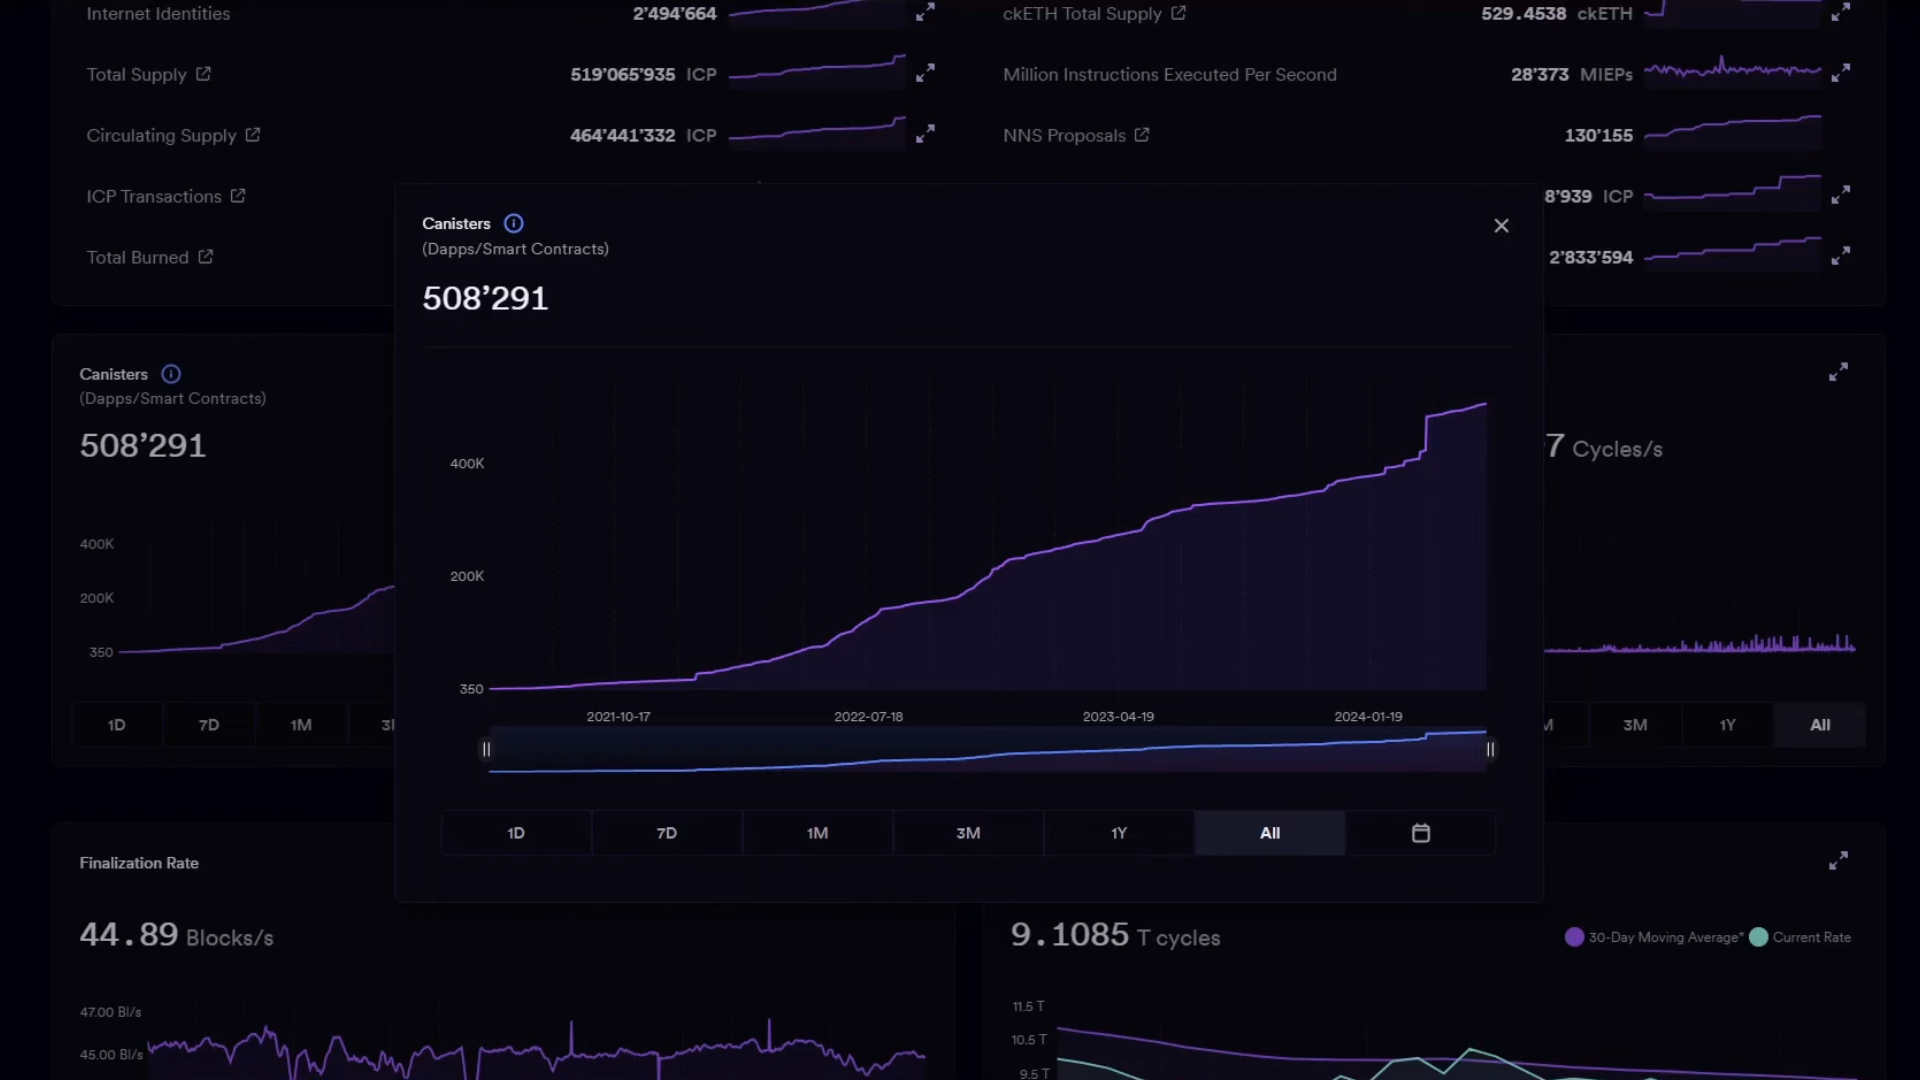 Internet Identities 2'494'664
ckETH Total Supply 529.4538 ckETH
Total Supply 519'065'935 ICP
Million Instructions Executed Per Second 28'373 MIEPs
Circulating Supply 464'441'332 ICP
NNS Proposals 130'155
ICP Transactions
8'939 ICP
Total Burned
2'833'594
Canisters
(Dapps/Smart Contracts)
508'291
400K
200K
350
2021-10-17 2022-07-18 2023-04-19 2024-01-19
1D 7D 1M 3M 1Y All
Canisters
(Dapps/Smart Contracts)
508'291
400K
200K
350
1D 7D 1M
7 Cycles/s
3M 1Y All
Finalization Rate
44.89 Blocks/s
47.00 Bl/s
45.00 Bl/s
9.1085 T cycles
30-Day Moving Average* Current Rate
11.5 T
10.5 T
9.5 T